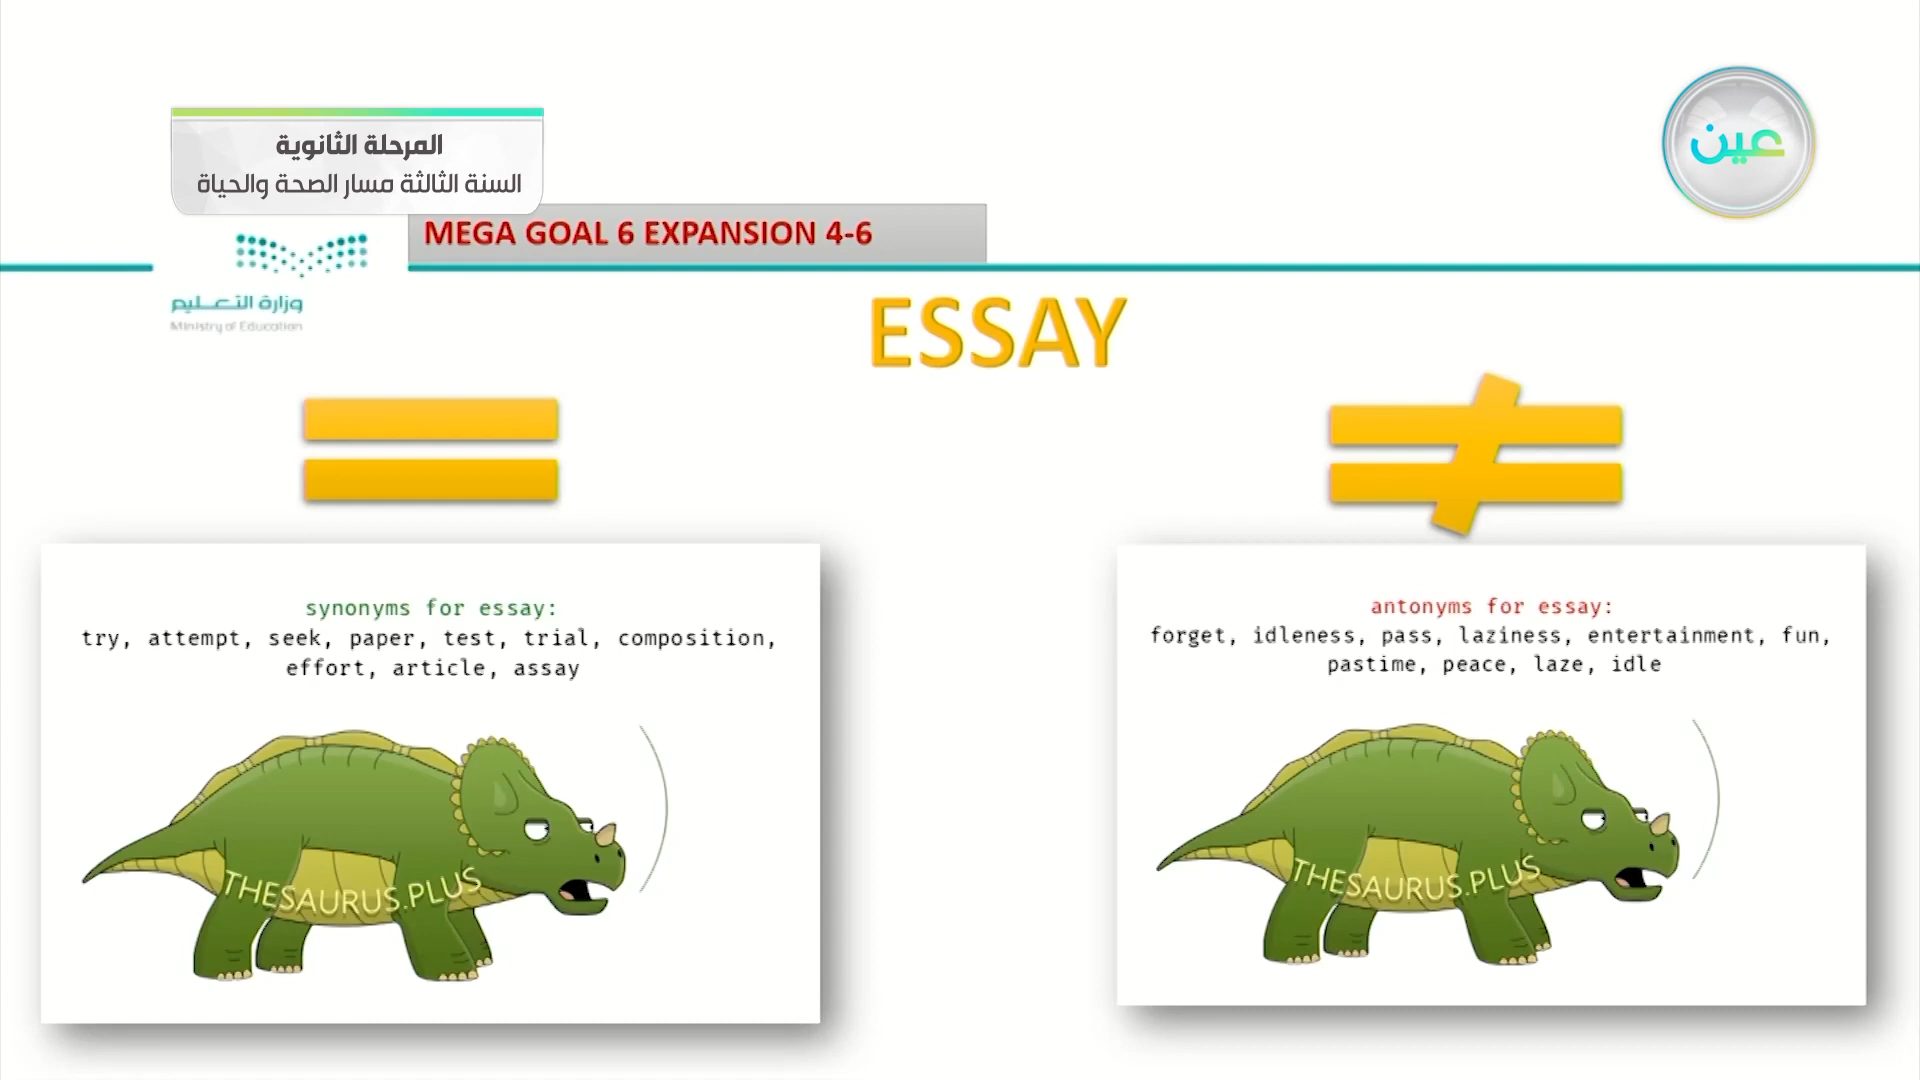 المرحلة الثانوية
السنة الثالثة مسار الصحة والحياة
عين
MEGA GOAL 6 EXPANSION 4-6
وزارة التعليم
Ministry of Education
ESSAY
synonyms for essay:
try, attempt, seek, paper, test, trial, composition,
effort, article, assay
THESAURUS.PLUS
antonyms for essay:
forget, idleness, pass, laziness, entertainment, fun,
pastime, peace, laze, idle
THESAURUS.PLUS